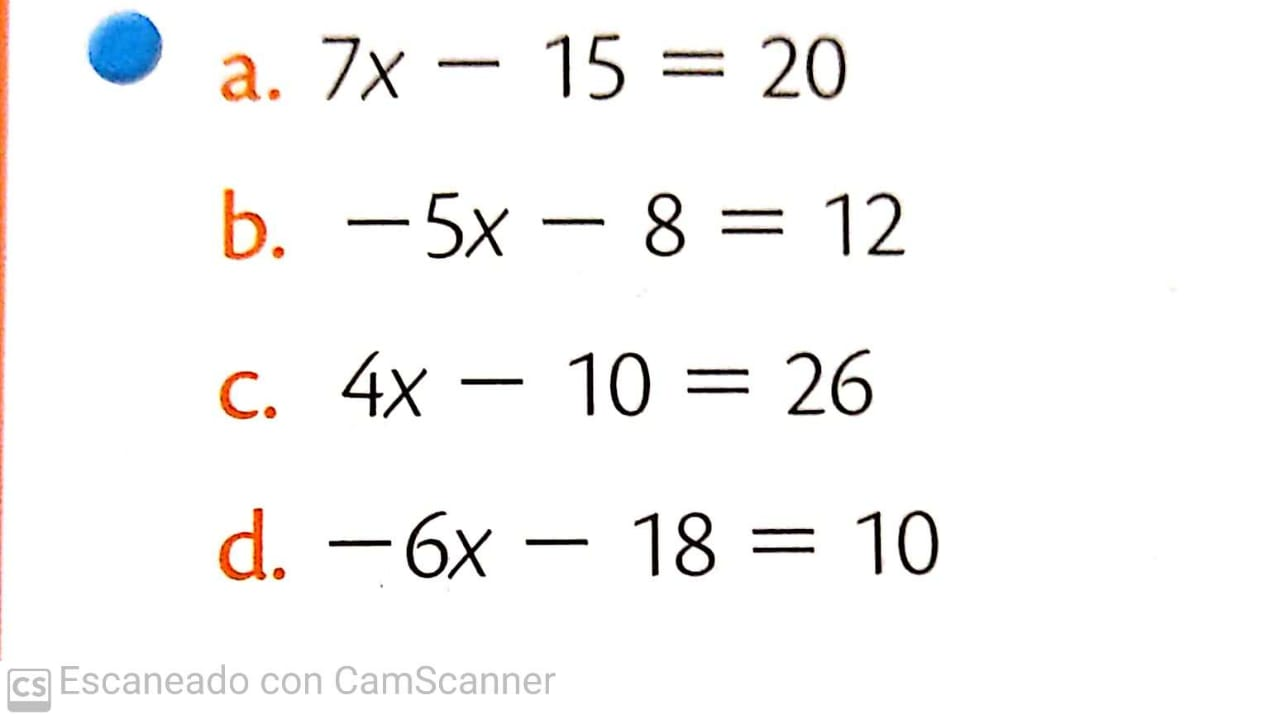 a. 7x − 15 = 20
b. −5x − 8 = 12
c. 4x − 10 = 26
d. −6x − 18 = 10
CS Escaneado con CamScanner